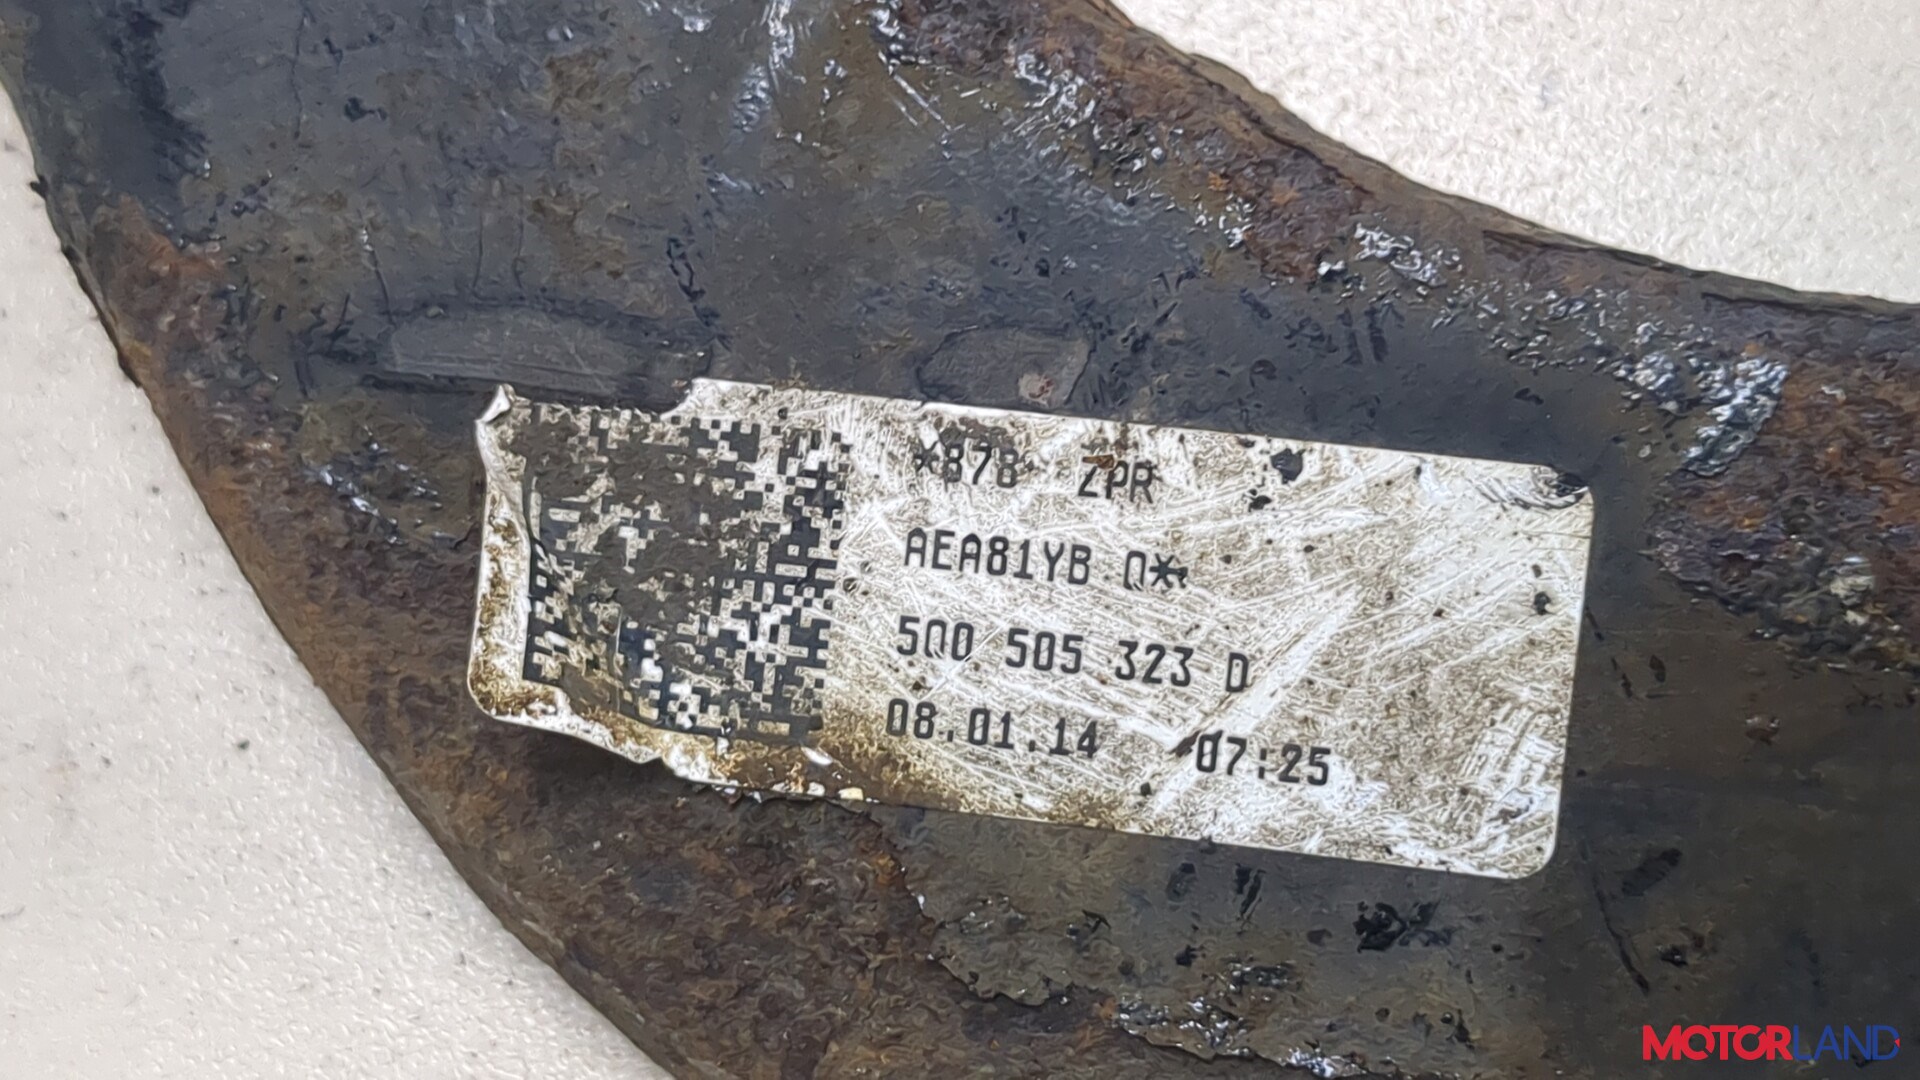 *878 ZPR
AEA81YB Q*
5Q0 505 323 D
08.01.14 07:25
MOTORLAND